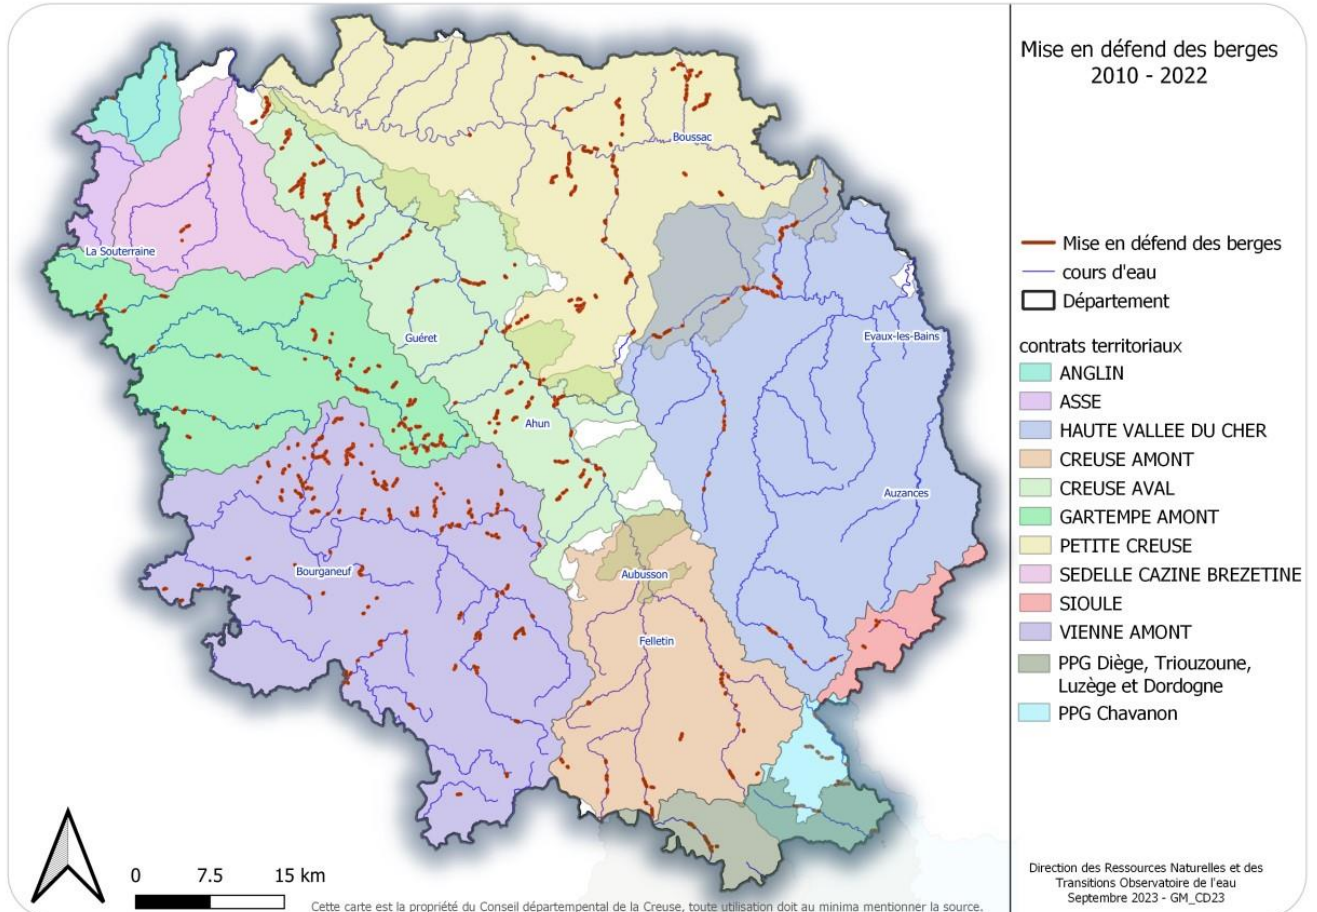 Mise en défend des berges
2010 - 2022
Boussac
La Souterraine
Guéret
Evaux-les-Bains
Ahun
Auzances
Bourganeuf
Aubusson
Felletin
Mise en défend des berges
cours d'eau
Département
contrats territoriaux
ANGLIN
ASSE
HAUTE VALLEE DU CHER
CREUSE AMONT
CREUSE AVAL
GARTEMPE AMONT
PETITE CREUSE
SEDELLE CAZINE BREZETINE
SIOULE
VIENNE AMONT
PPG Diège, Triouzoune,
Luzège et Dordogne
PPG Chavanon
0 7.5 15 km
Cette carte est la propriété du Conseil départempental de la Creuse, toute utilisation doit au minima mentionner la source.
Direction des Ressources Naturelles et des
Transitions Observatoire de l'eau
Septembre 2023 - GM_CD23